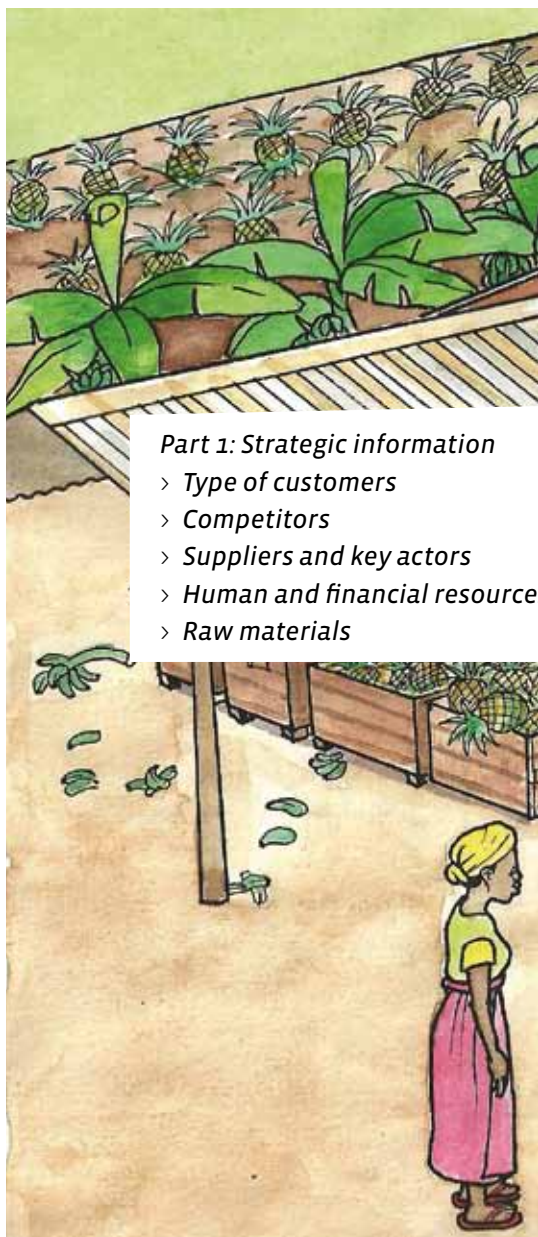 Part 1: Strategic information
› Type of customers
› Competitors
› Suppliers and key actors
› Human and financial resource
› Raw materials